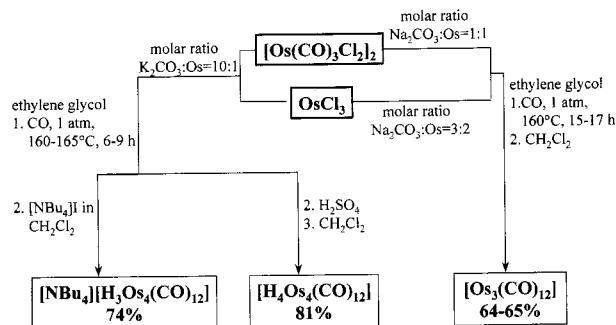 molar ratio
K₂CO₃:Os=10:1
[Os(CO)₃Cl₂]₂
molar ratio
Na₂CO₃:Os=1:1
OsCl₃
molar ratio
Na₂CO₃:Os=3:2
ethylene glycol
1. CO, 1 atm,
160-165°C, 6-9 h
ethylene glycol
1.CO, 1 atm,
160°C, 15-17 h
2. CH₂Cl₂
2. [NBu₄]I in
CH₂Cl₂
2. H₂SO₄
3. CH₂Cl₂
[NBu₄][H₃Os₄(CO)₁₂]
74%
[H₄Os₄(CO)₁₂]
81%
[Os₃(CO)₁₂]
64-65%